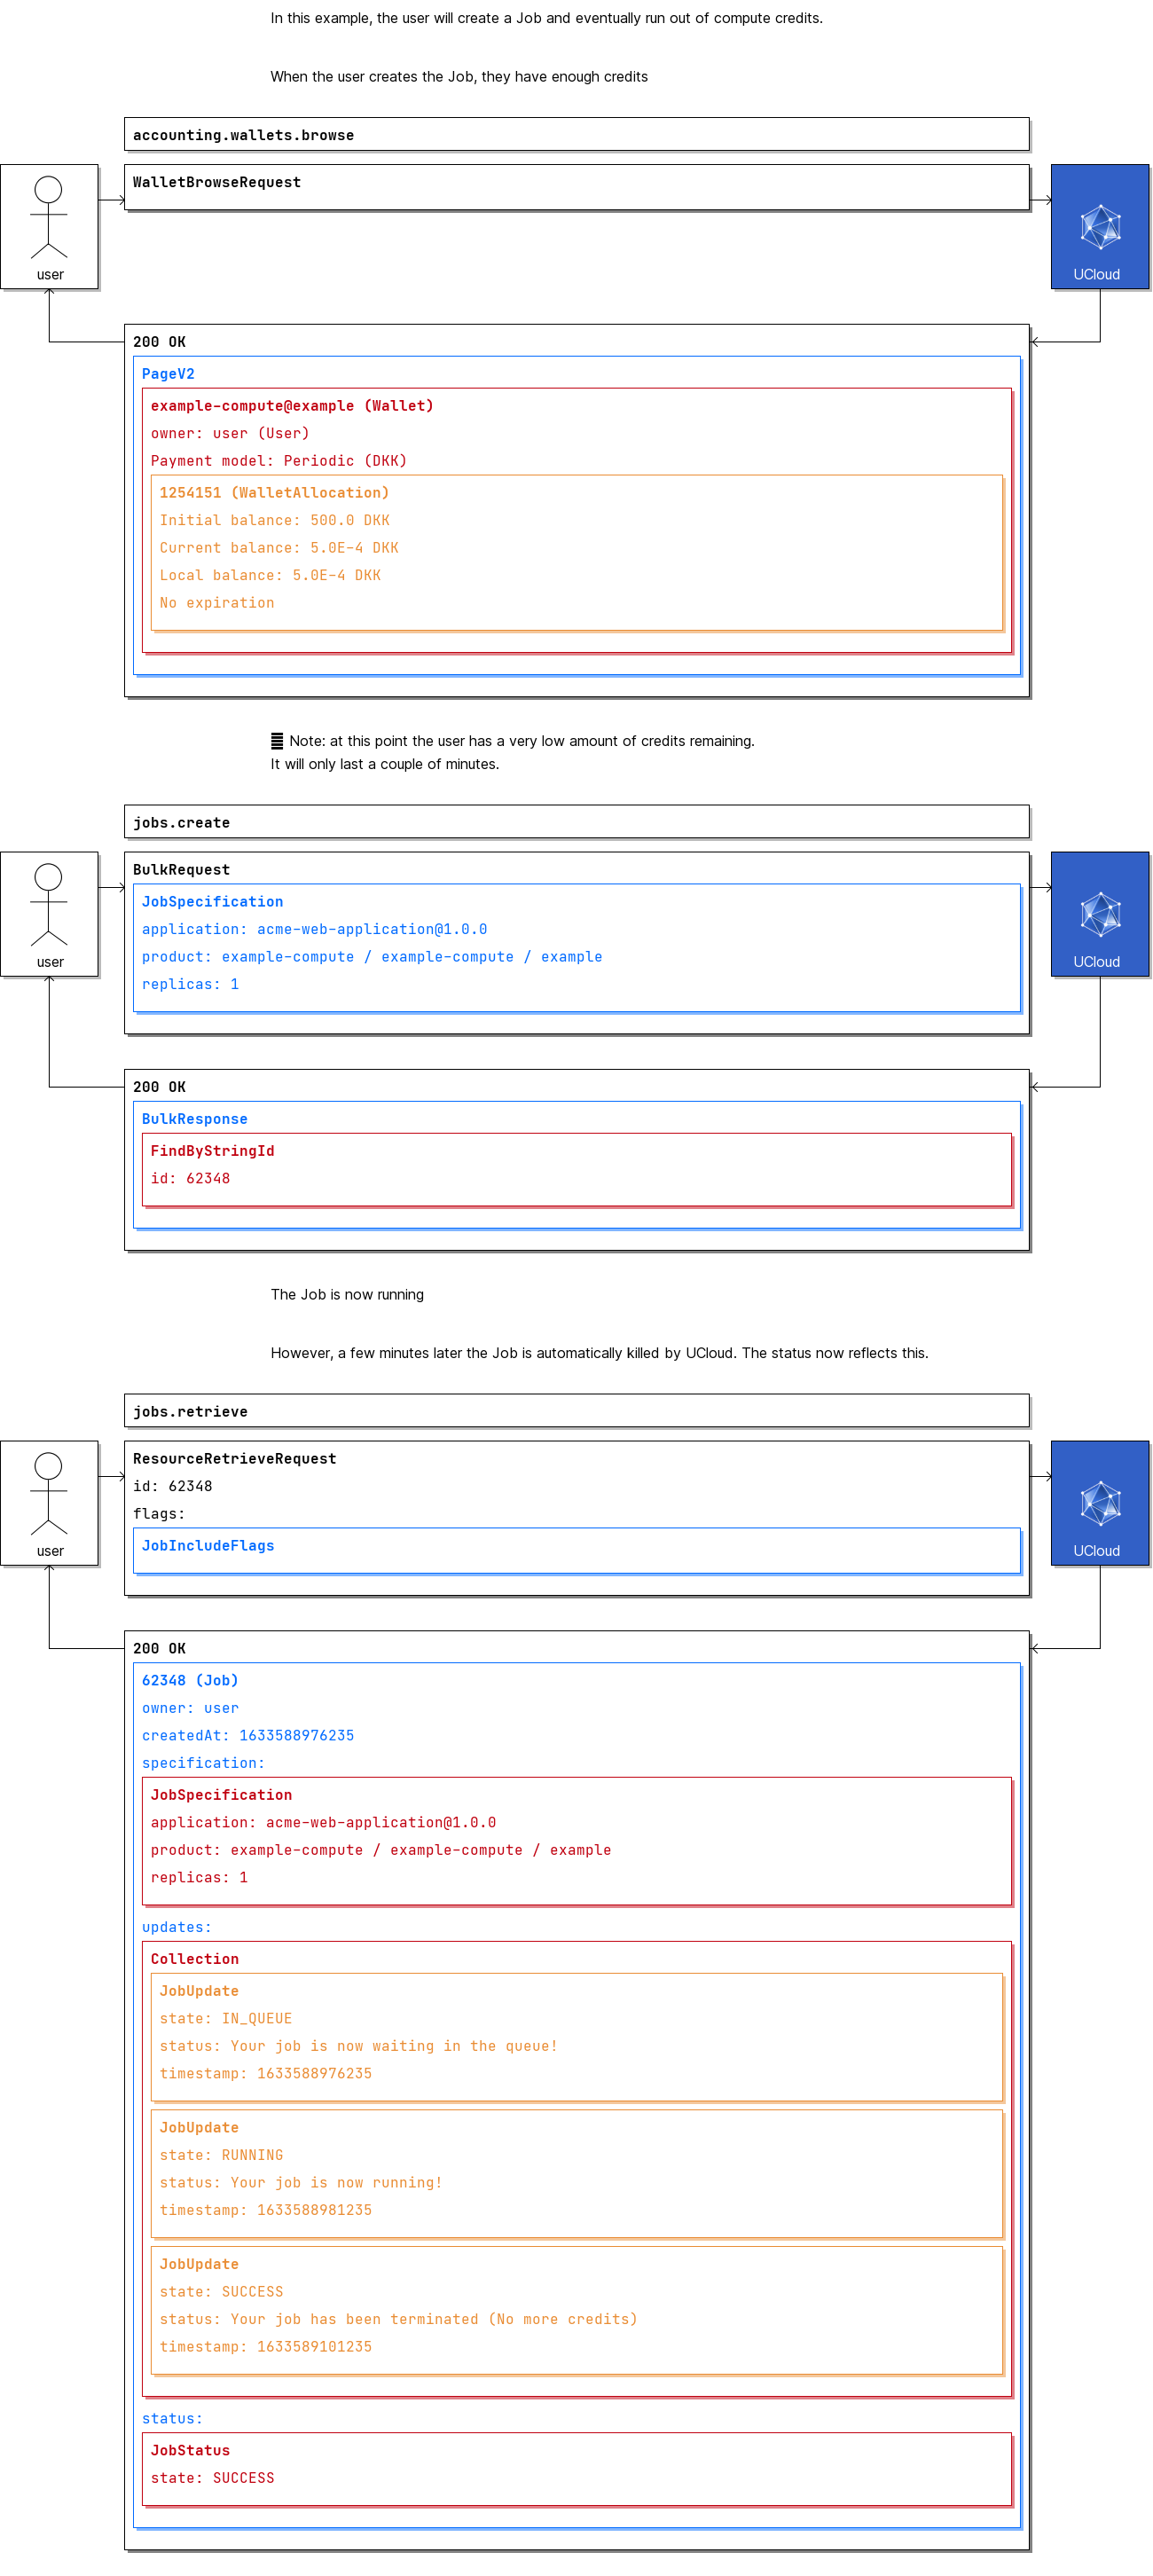 In this example, the user will create a Job and eventually run out of compute credits.
When the user creates the Job, they have enough credits
accounting.wallets.browse
WalletBrowseRequest
user
UCloud
200 OK
PageV2
example-compute@example (Wallet)
owner: user (User)
Payment model: Periodic (DKK)
1254151 (WalletAllocation)
Initial balance: 500.0 DKK
Current balance: 5.0E-4 DKK
Local balance: 5.0E-4 DKK
No expiration
Note: at this point the user has a very low amount of credits remaining.
It will only last a couple of minutes.
jobs.create
BulkRequest
JobSpecification
application: acme-web-application@1.0.0
product: example-compute / example-compute / example
replicas: 1
user
UCloud
200 OK
BulkResponse
FindByStringId
id: 62348
The Job is now running
However, a few minutes later the Job is automatically killed by UCloud. The status now reflects this.
jobs.retrieve
ResourceRetrieveRequest
id: 62348
flags:
JobIncludeFlags
user
UCloud
200 OK
62348 (Job)
owner: user
createdAt: 1633588976235
specification:
JobSpecification
application: acme-web-application@1.0.0
product: example-compute / example-compute / example
replicas: 1
updates:
Collection
JobUpdate
state: IN_QUEUE
status: Your job is now waiting in the queue!
timestamp: 1633588976235
JobUpdate
state: RUNNING
status: Your job is now running!
timestamp: 1633588981235
JobUpdate
state: SUCCESS
status: Your job has been terminated (No more credits)
timestamp: 1633589101235
status:
JobStatus
state: SUCCESS